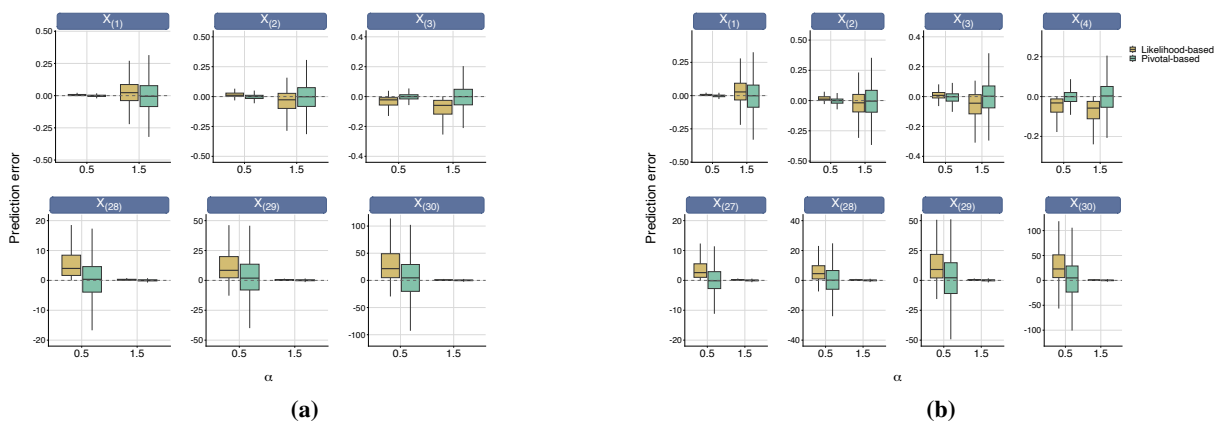 X(1) X(2) X(3)
0.50 0.50 0.4
0.25 0.25 0.2
0.00 0.00 0.0
-0.25 -0.25 -0.2
-0.50 -0.50 -0.4
0.5 1.5 0.5 1.5 0.5 1.5
Prediction error
X(28) X(29) X(30)
20 50 100
10 25 50
0 0 0
-10 -25 -50
-20 -50 -100
0.5 1.5 0.5 1.5 0.5 1.5
α
(a)
X(1) X(2) X(3) X(4)
0.50 0.50 0.4
0.25 0.25 0.2 0.2
0.00 0.00 0.0 0.0
-0.25 -0.25 -0.2 -0.2
-0.50 -0.50 -0.4
0.5 1.5 0.5 1.5 0.5 1.5 0.5 1.5
Likelihood-based
Pivotal-based
Prediction error
X(27) X(28) X(29) X(30)
20 40 50 100
10 20 25 50
0 0 0 0
-10 -20 -25 -50
-20 -40 -50 -100
0.5 1.5 0.5 1.5 0.5 1.5 0.5 1.5
α
(b)